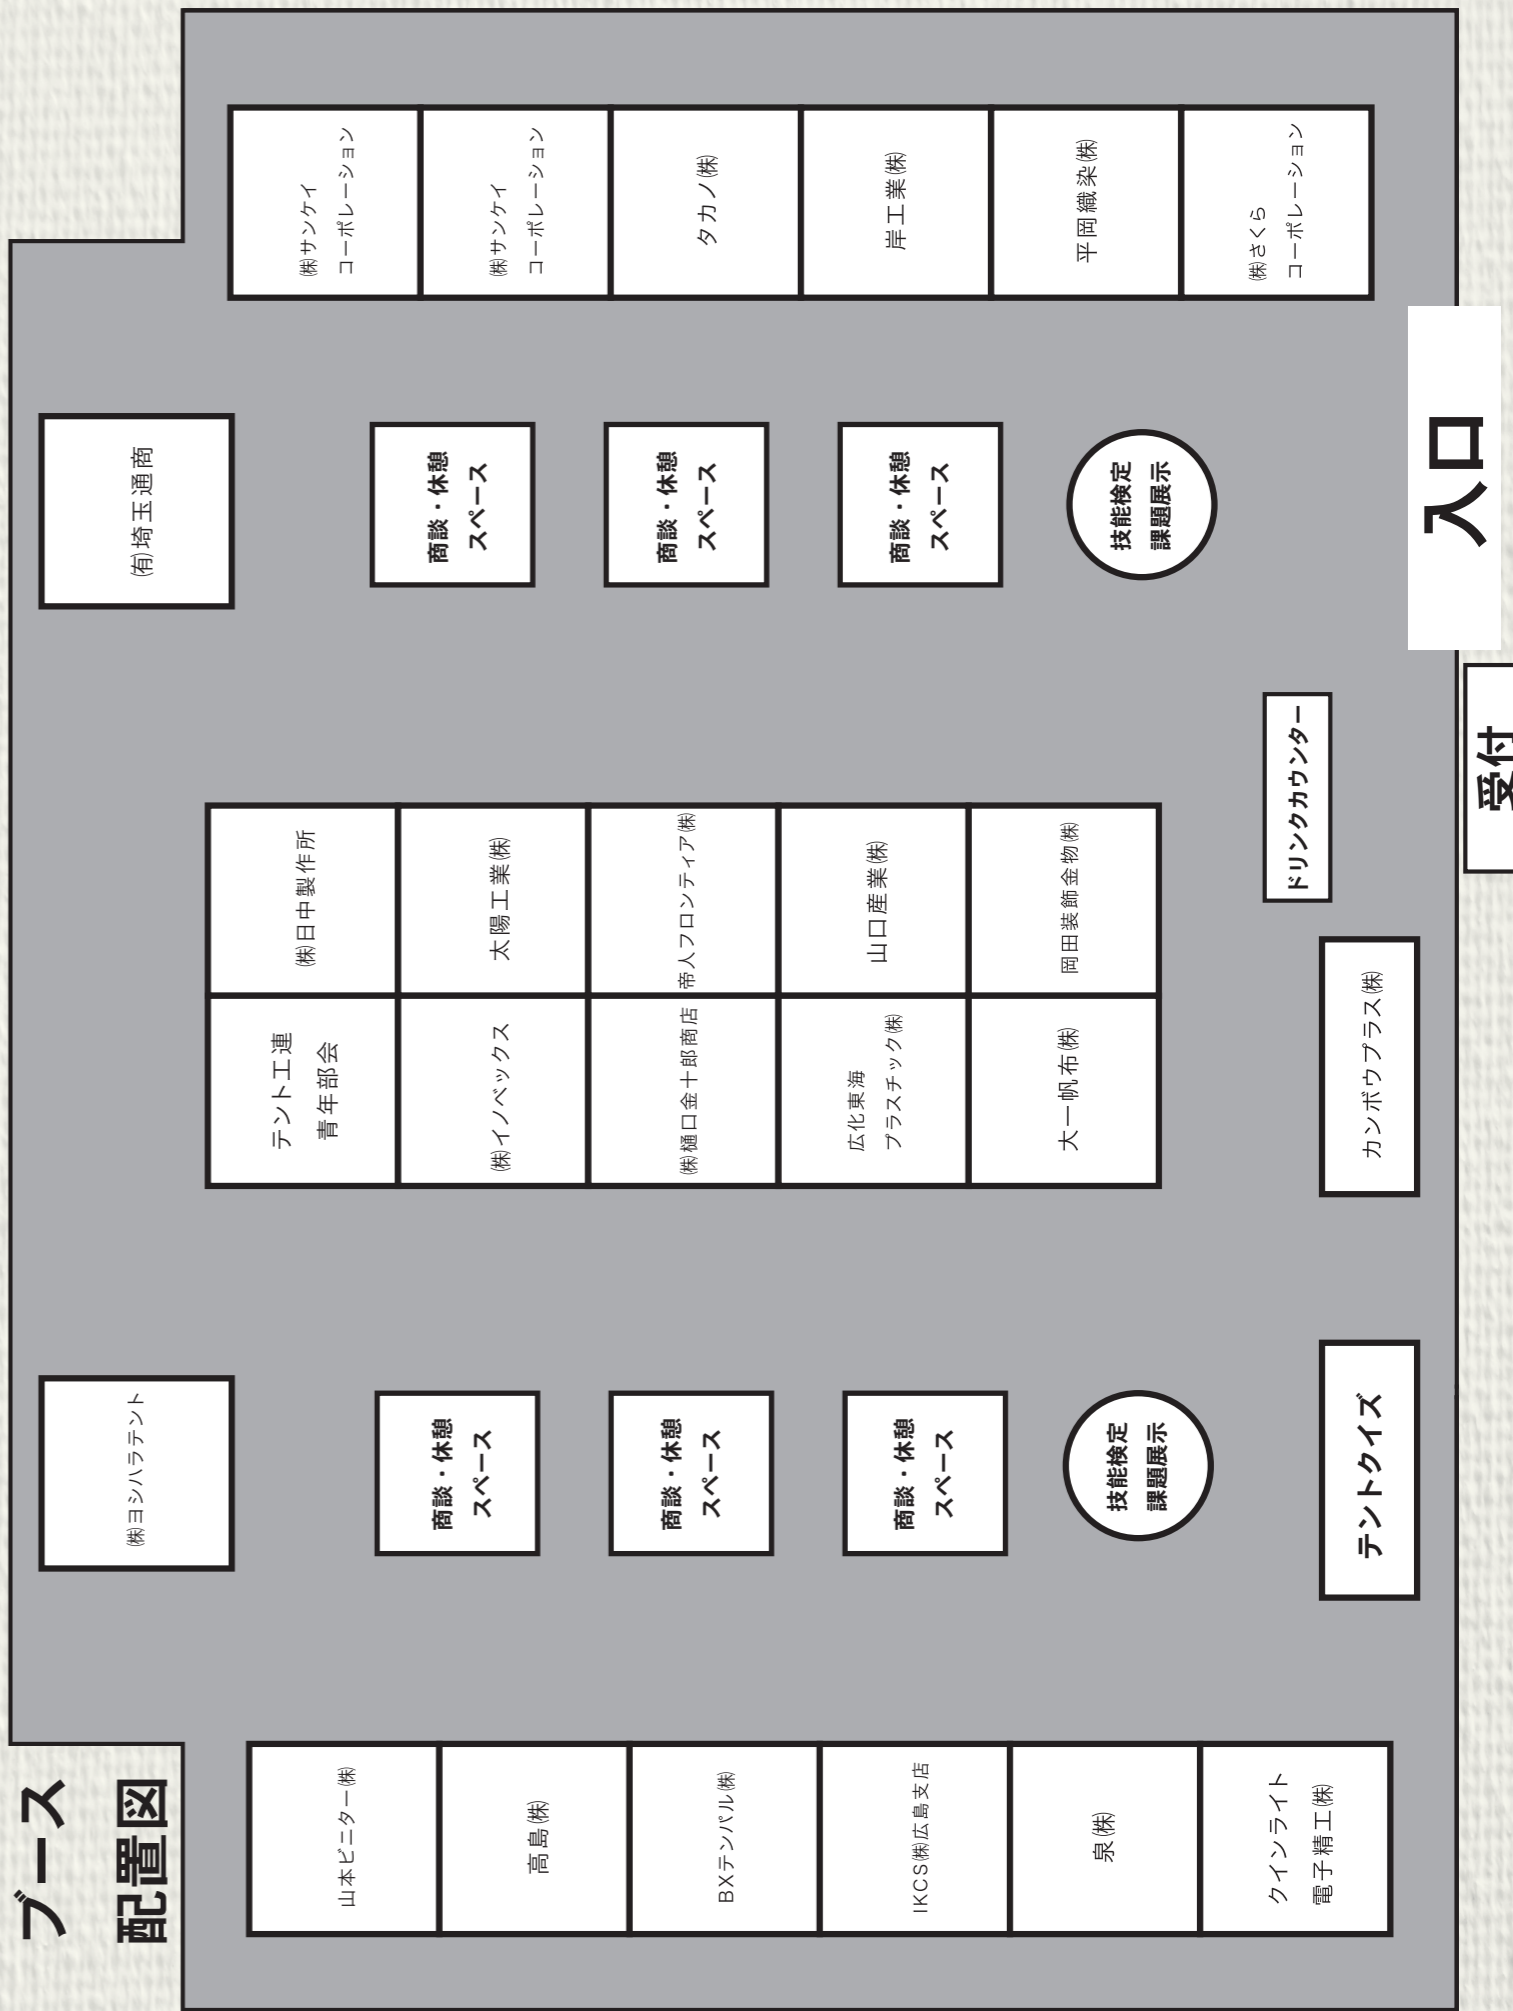 ブース
配置図
㈱ヨシハラテント
㈲埼玉通商
山本ビニター㈱
高島㈱
BXテンパル㈱
IKCS㈱広島支店
泉㈱
クインライト
電子精工㈱
商談・休憩
スペース
商談・休憩
スペース
商談・休憩
スペース
技能検定
課題展示
テントクイズ
テント工連
青年部会
㈱日中製作所
㈱イノベックス
太陽工業㈱
㈱樋口金十郎商店
帝人フロンティア㈱
広化東海
プラスチック㈱
山口産業㈱
大一帆布㈱
岡田装飾金物㈱
カンボウプラス㈱
ドリンクカウンター
商談・休憩
スペース
商談・休憩
スペース
商談・休憩
スペース
技能検定
課題展示
㈱サンケイ
コーポレーション
㈱サンケイ
コーポレーション
タカノ㈱
岸工業㈱
平岡織染㈱
㈱さくら
コーポレーション
受付
入口